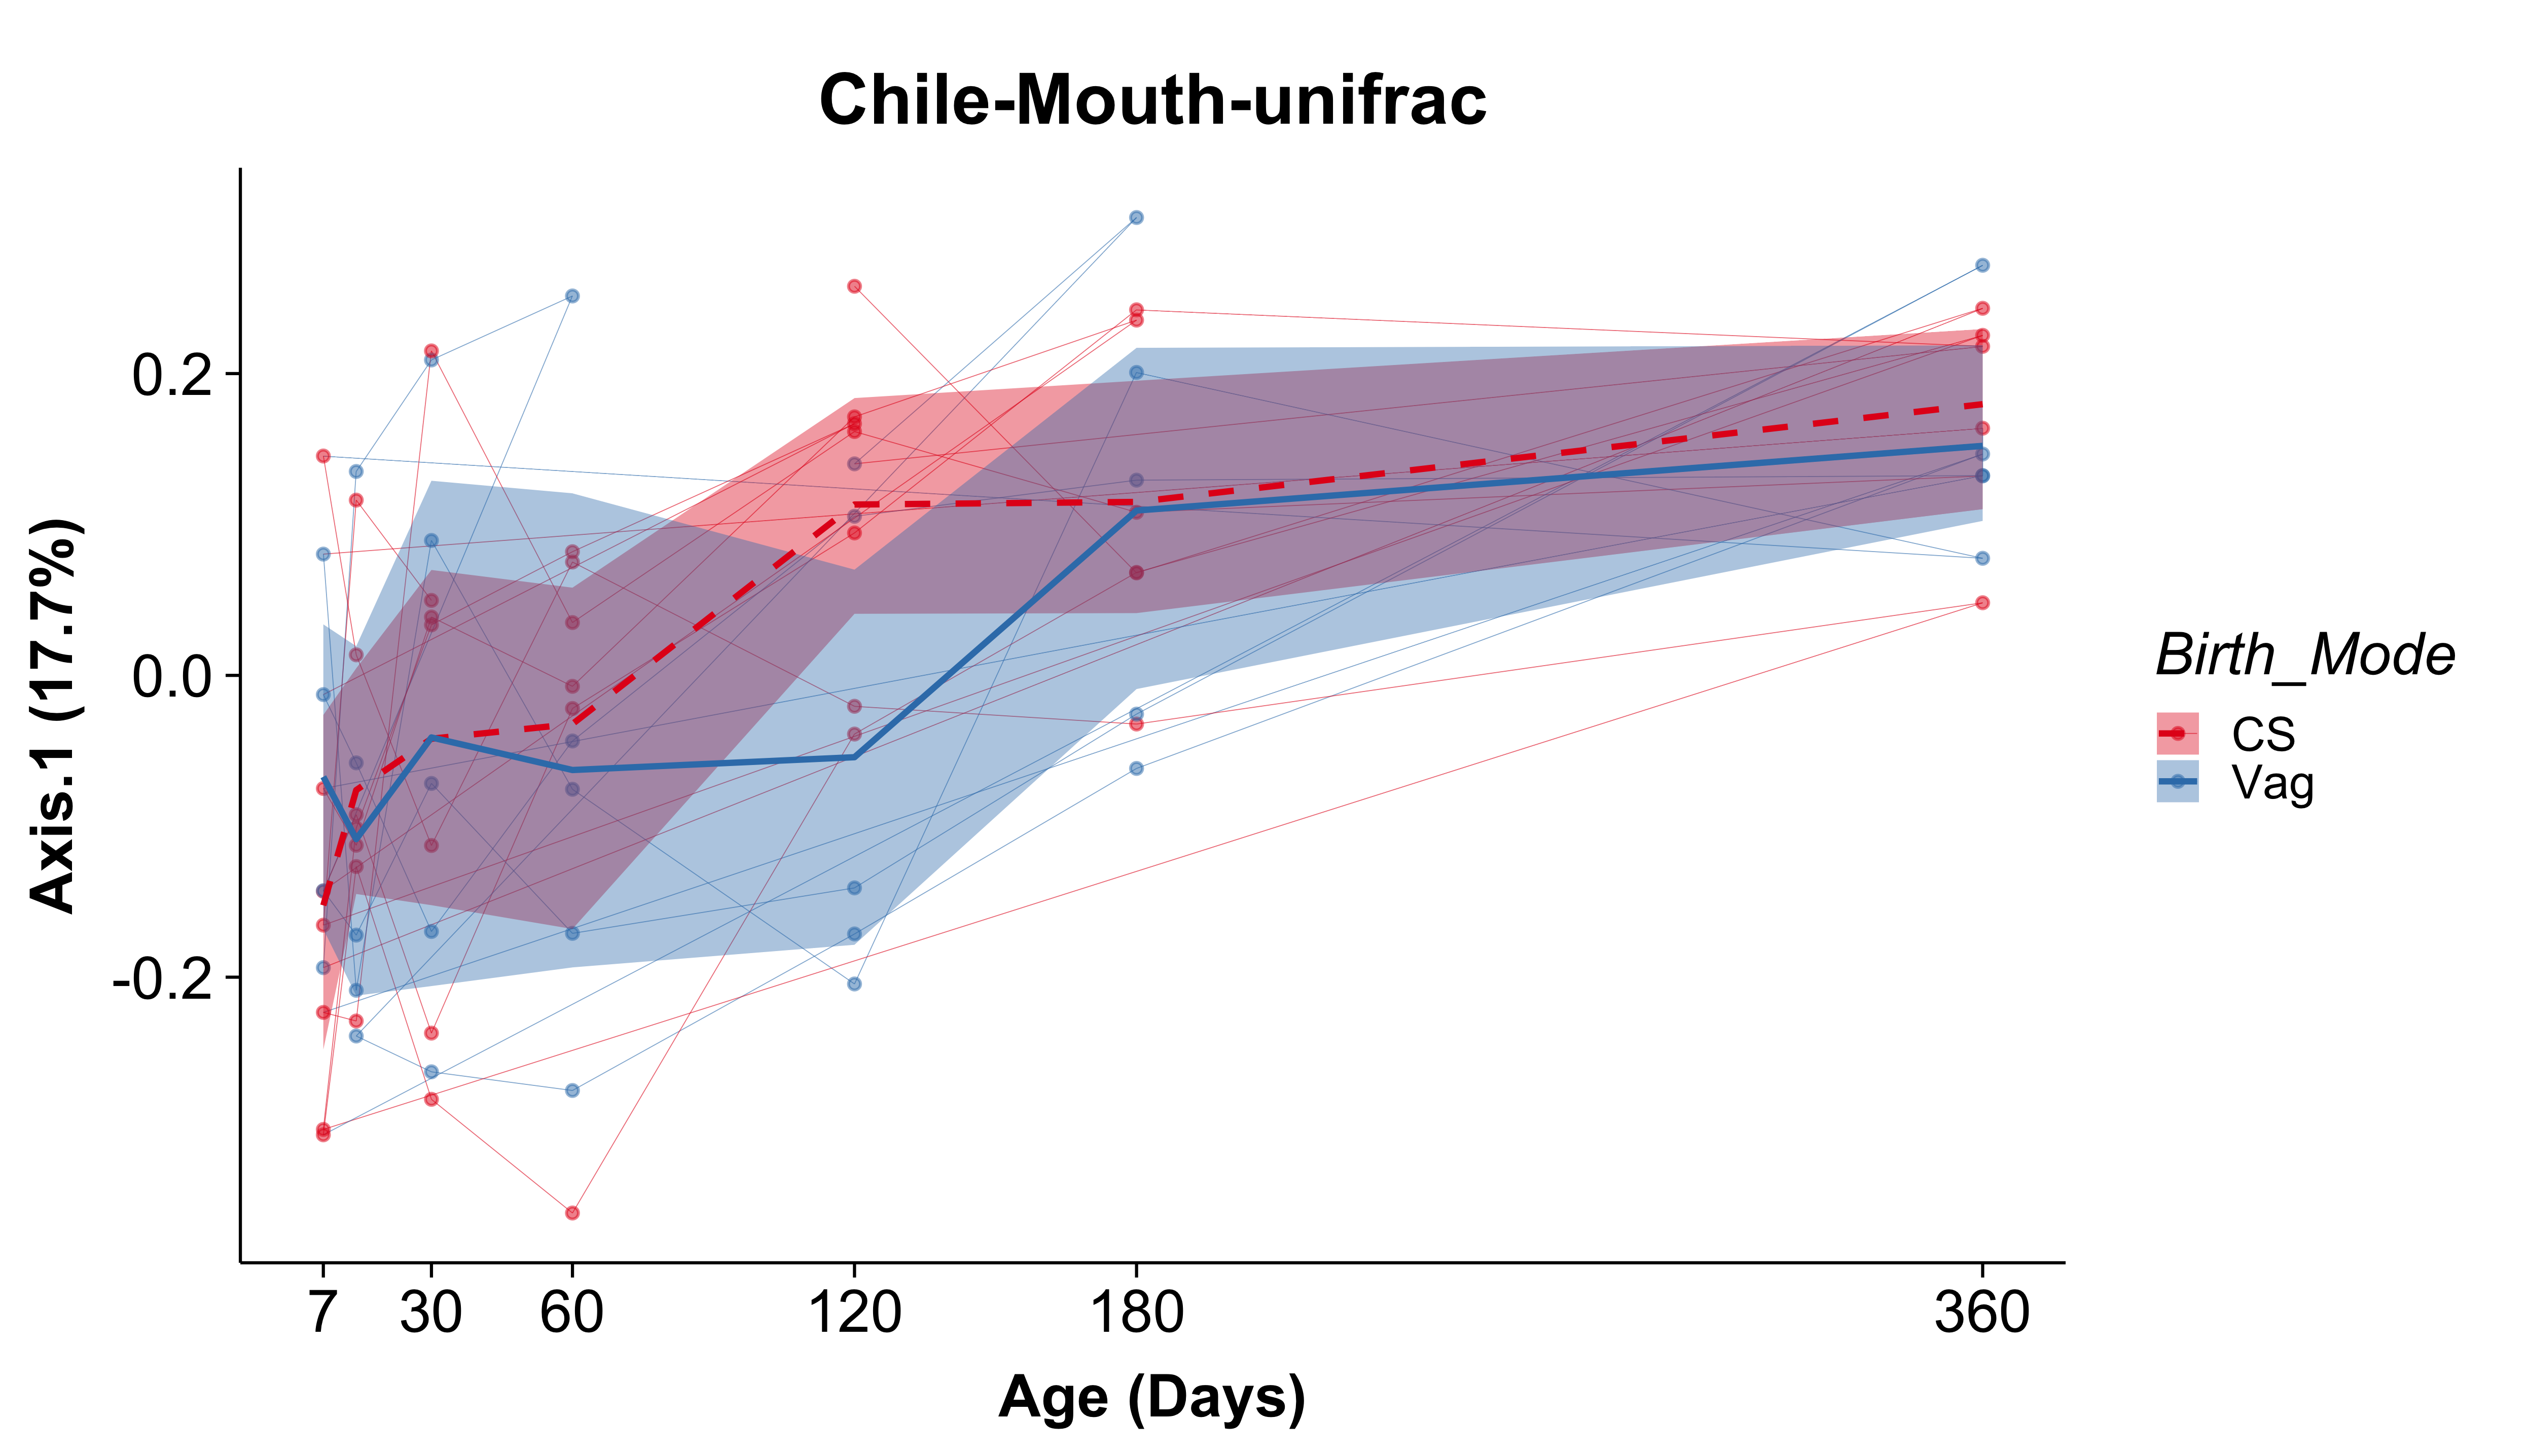 Chile-Mouth-unifrac
Axis.1 (17.7%)
0.2
0.0
-0.2
7 30 60 120 180 360
Age (Days)
Birth_Mode
CS
Vag